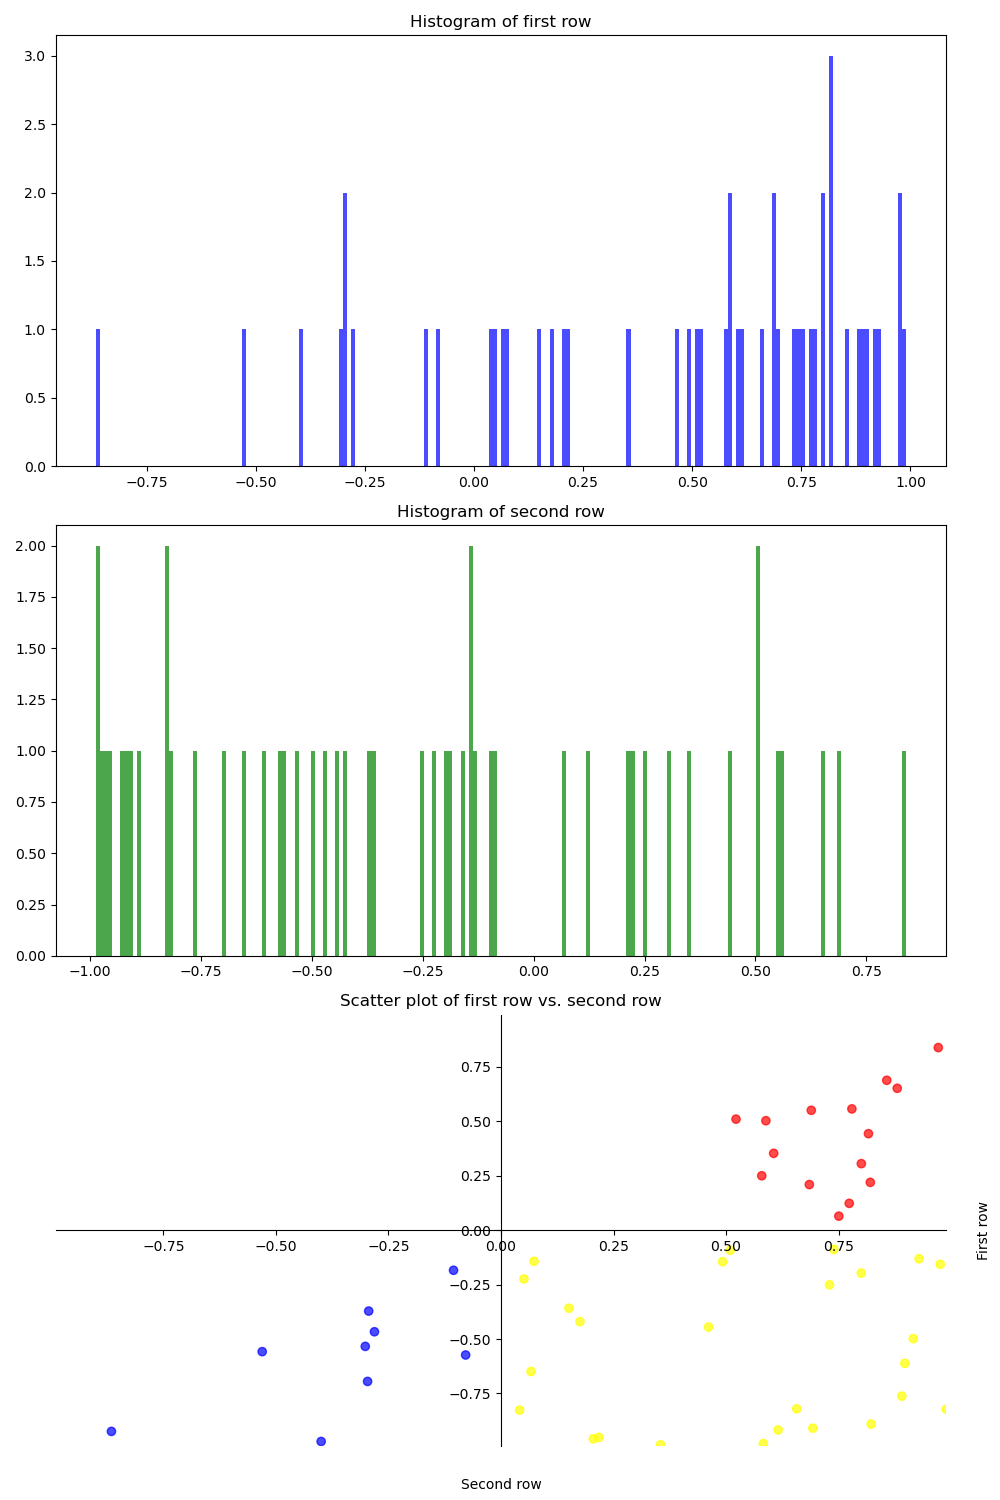 Histogram of first row
3.0
2.5
2.0
1.5
1.0
0.5
0.0
−0.75 −0.50 −0.25 0.00 0.25 0.50 0.75 1.00
Histogram of second row
2.00
1.75
1.50
1.25
1.00
0.75
0.50
0.25
0.00
−1.00 −0.75 −0.50 −0.25 0.00 0.25 0.50 0.75
Scatter plot of first row vs. second row
0.75
0.50
0.25
0.00
−0.75 −0.50 −0.25 0.00 0.25 0.50 0.75
−0.25
−0.50
−0.75
First row
Second row